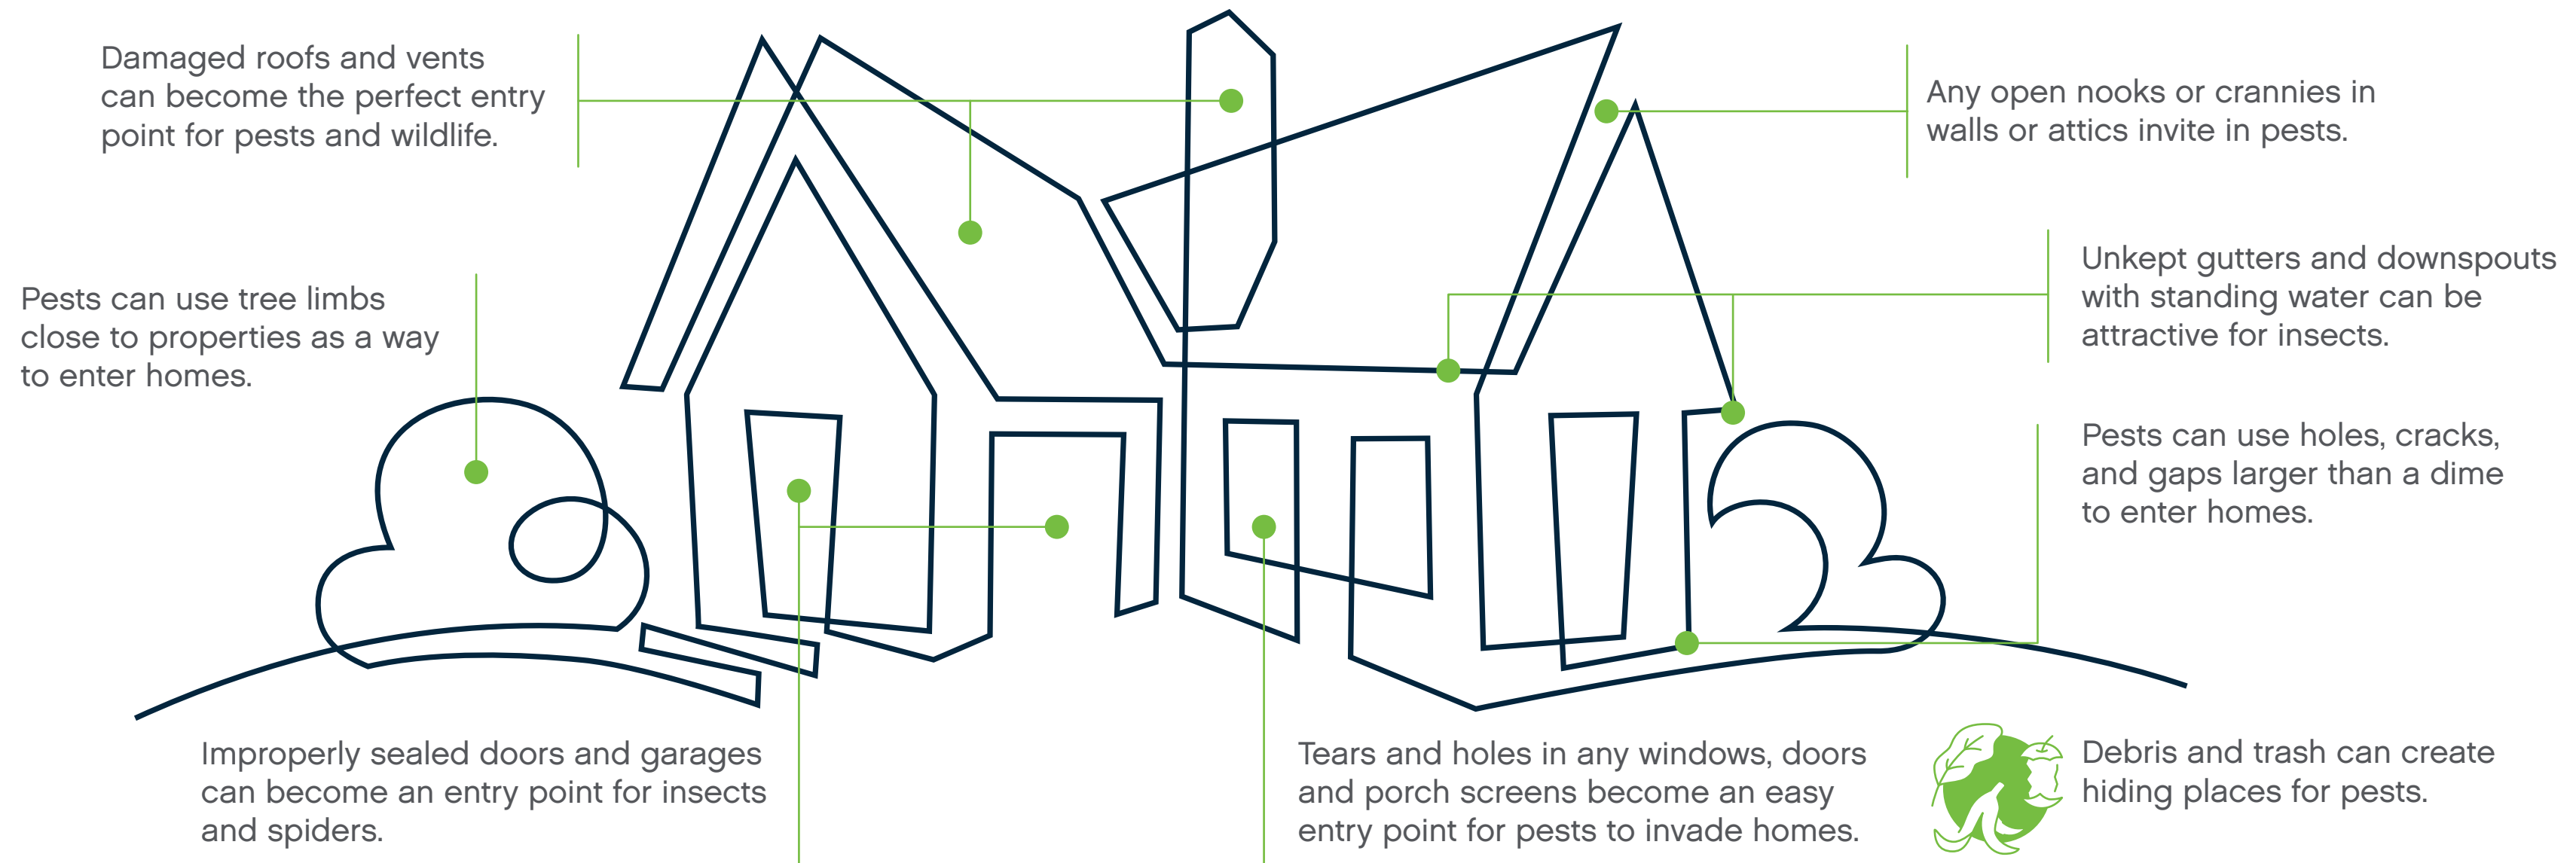 Damaged roofs and vents
can become the perfect entry
point for pests and wildlife.
Any open nooks or crannies in
walls or attics invite in pests.
Pests can use tree limbs
close to properties as a way
to enter homes.
Unkept gutters and downspouts
with standing water can be
attractive for insects.
Pests can use holes, cracks,
and gaps larger than a dime
to enter homes.
Improperly sealed doors and garages
can become an entry point for insects
and spiders.
Tears and holes in any windows, doors
and porch screens become an easy
entry point for pests to invade homes.
Debris and trash can create
hiding places for pests.